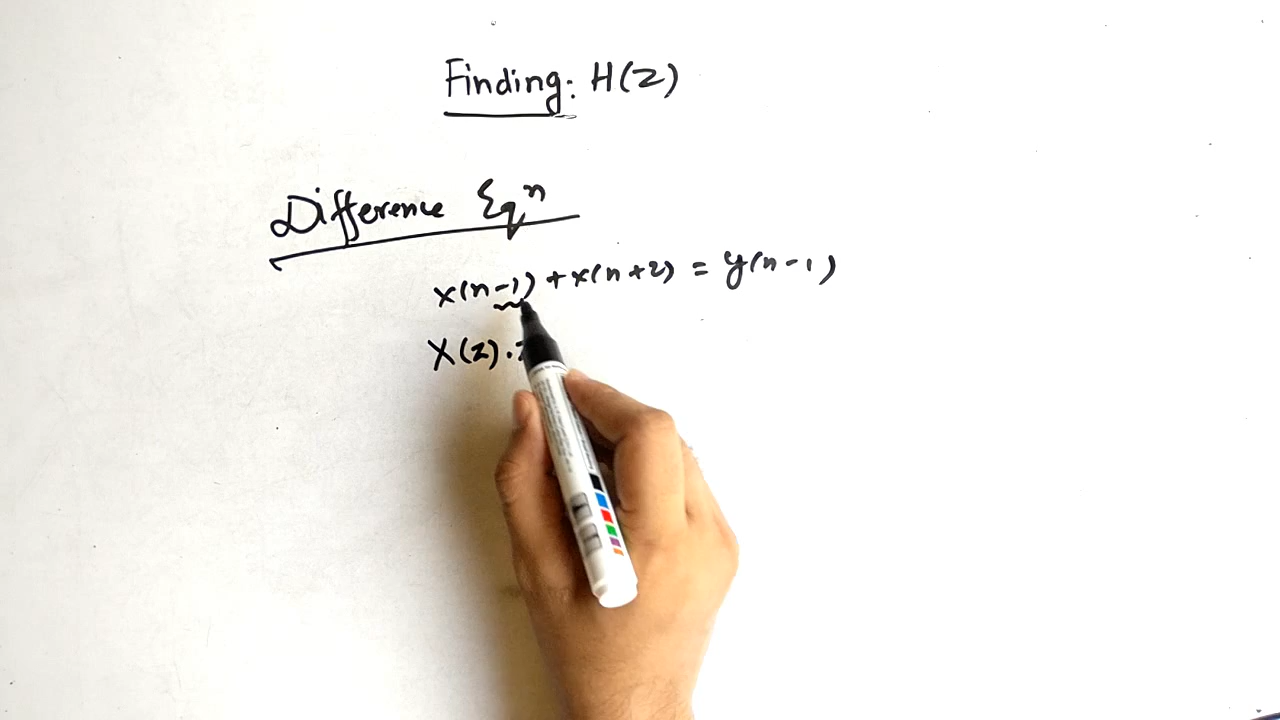 Finding: H(Z)
Difference Eqⁿ
x(n-1)+x(n+2) = y(n-1)
X(z).